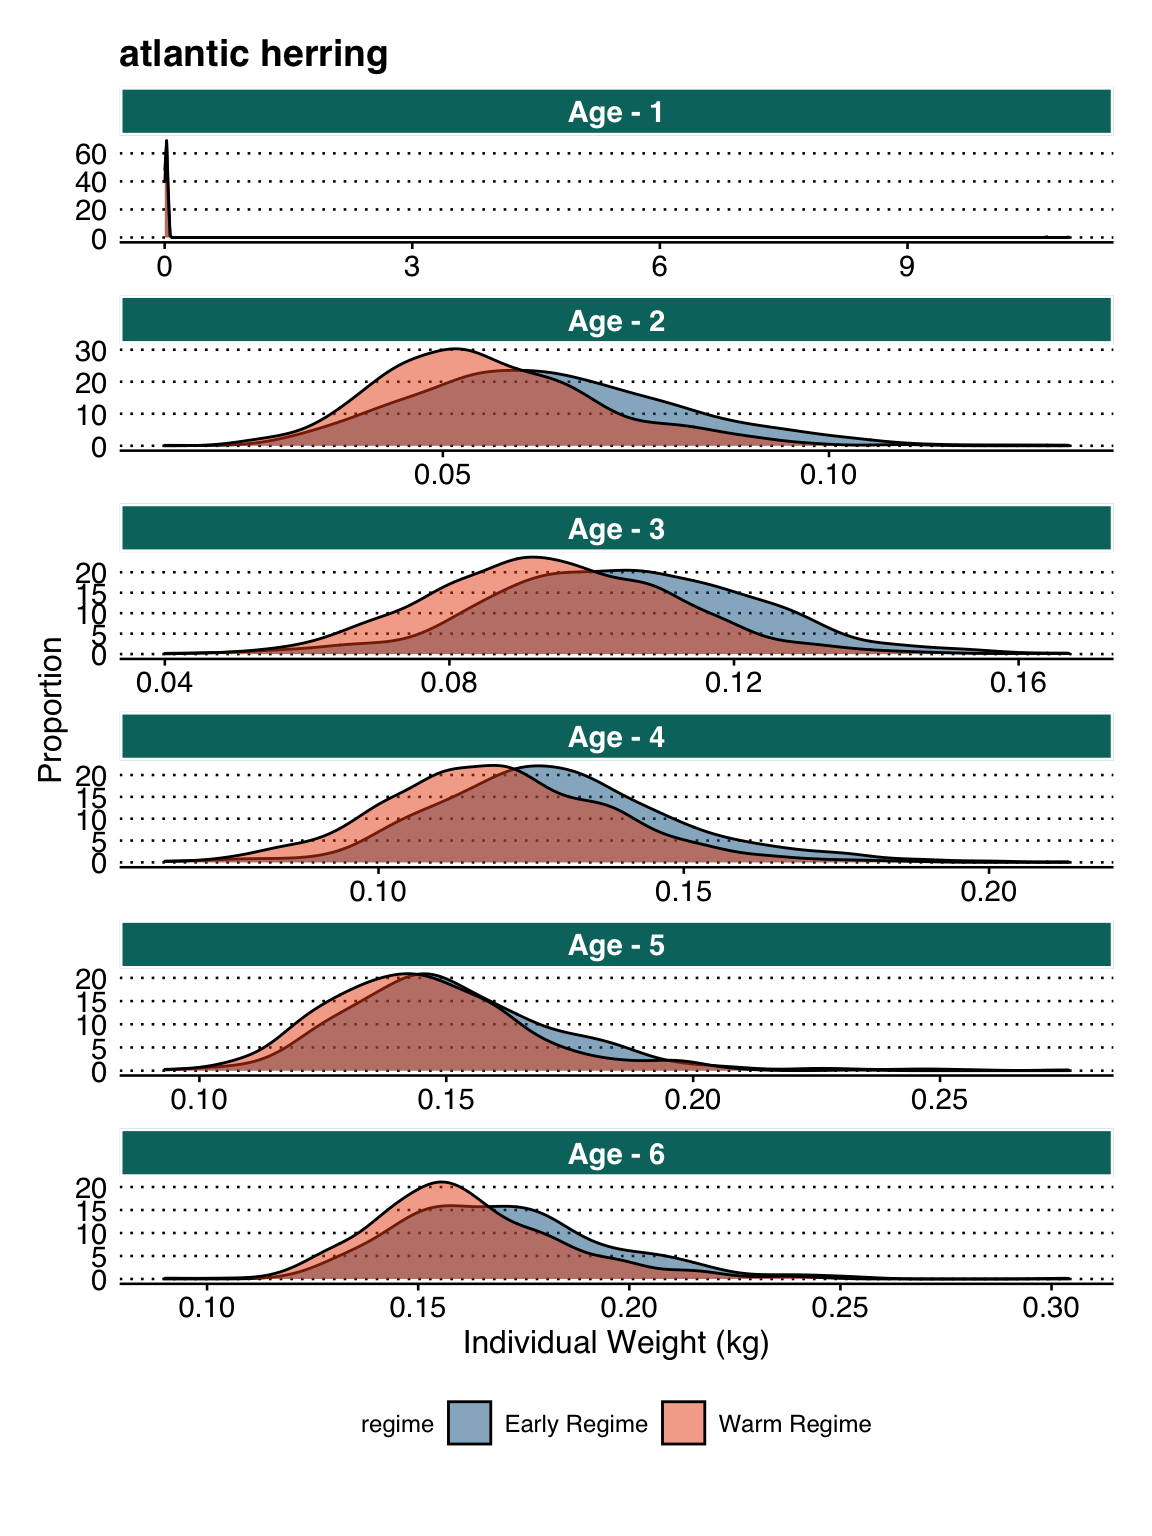 atlantic herring
Age - 1
60
40
20
0
0 3 6 9
Age - 2
30
20
10
0
0.05 0.10
Age - 3
20
15
10
5
0
0.04 0.08 0.12 0.16
Proportion
Age - 4
20
15
10
5
0
0.10 0.15 0.20
Age - 5
20
15
10
5
0
0.10 0.15 0.20 0.25
Age - 6
20
15
10
5
0
0.10 0.15 0.20 0.25 0.30
Individual Weight (kg)
regime Early Regime Warm Regime